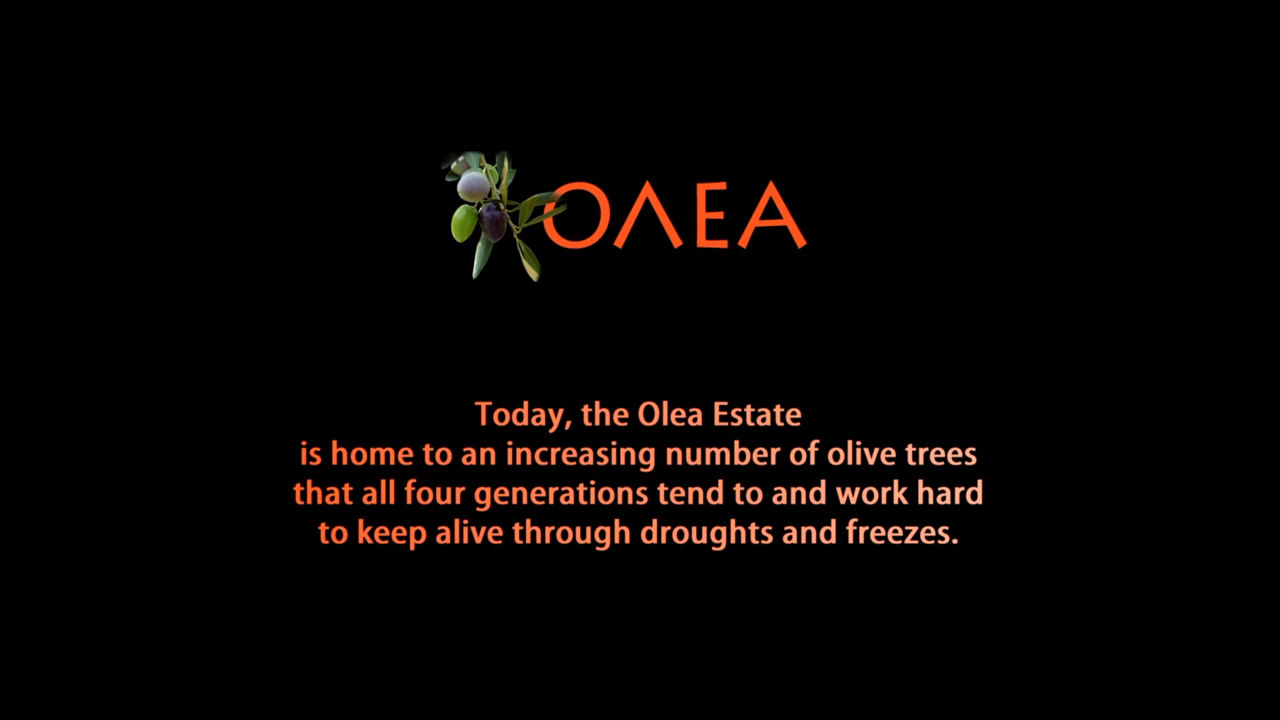 ΟΛΕΑ
Today, the Olea Estate
is home to an increasing number of olive trees
that all four generations tend to and work hard
to keep alive through droughts and freezes.